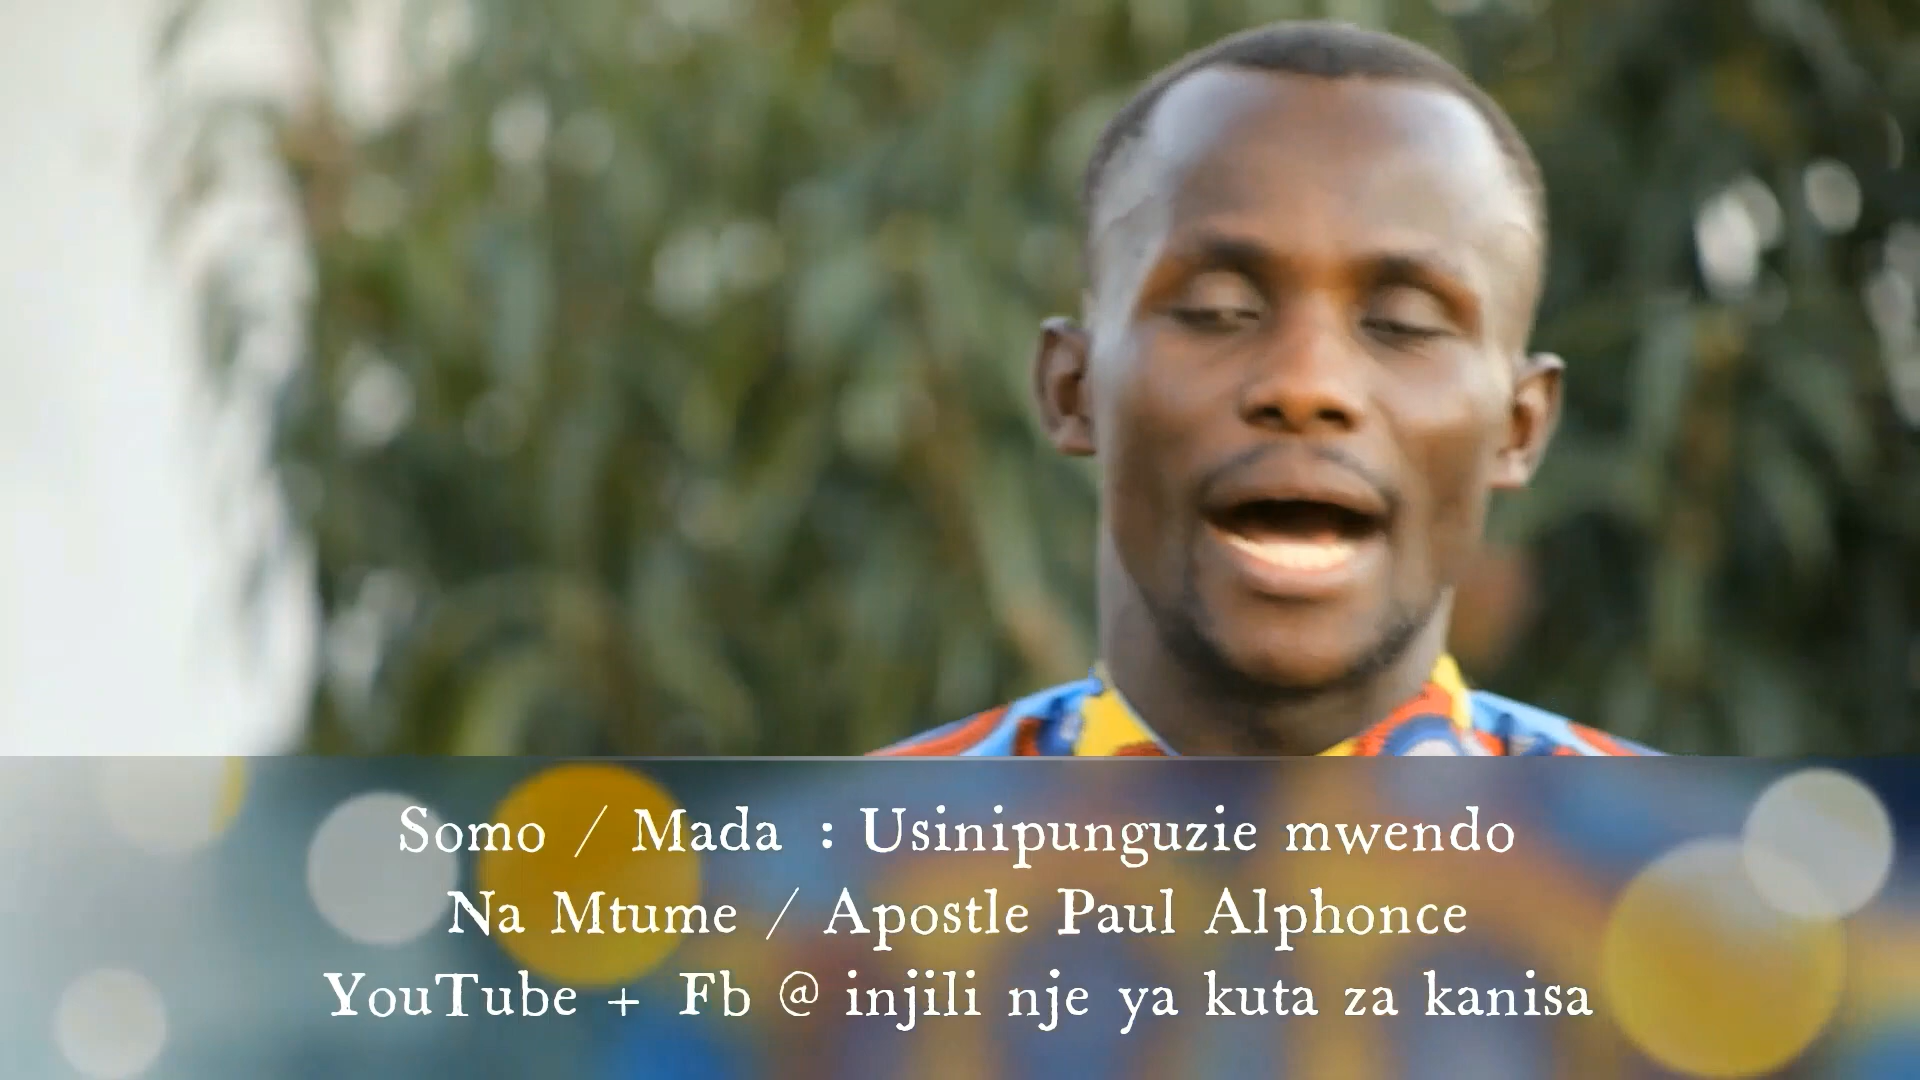 Somo / Mada : Usinipunguzie mwendo
Na Mtume / Apostle Paul Alphonce
YouTube + Fb @ injili nje ya kuta za kanisa